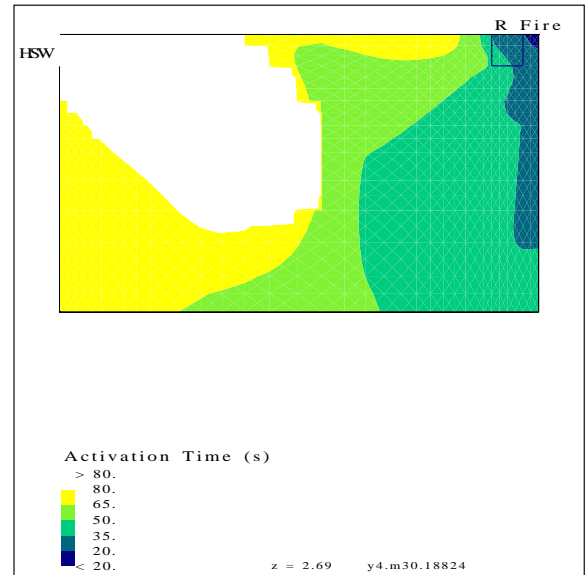 R Fire
HSW
Activation Time (s)
> 80.
80.
65.
50.
35.
20.
< 20.
z = 2.69 y4.m30.18824